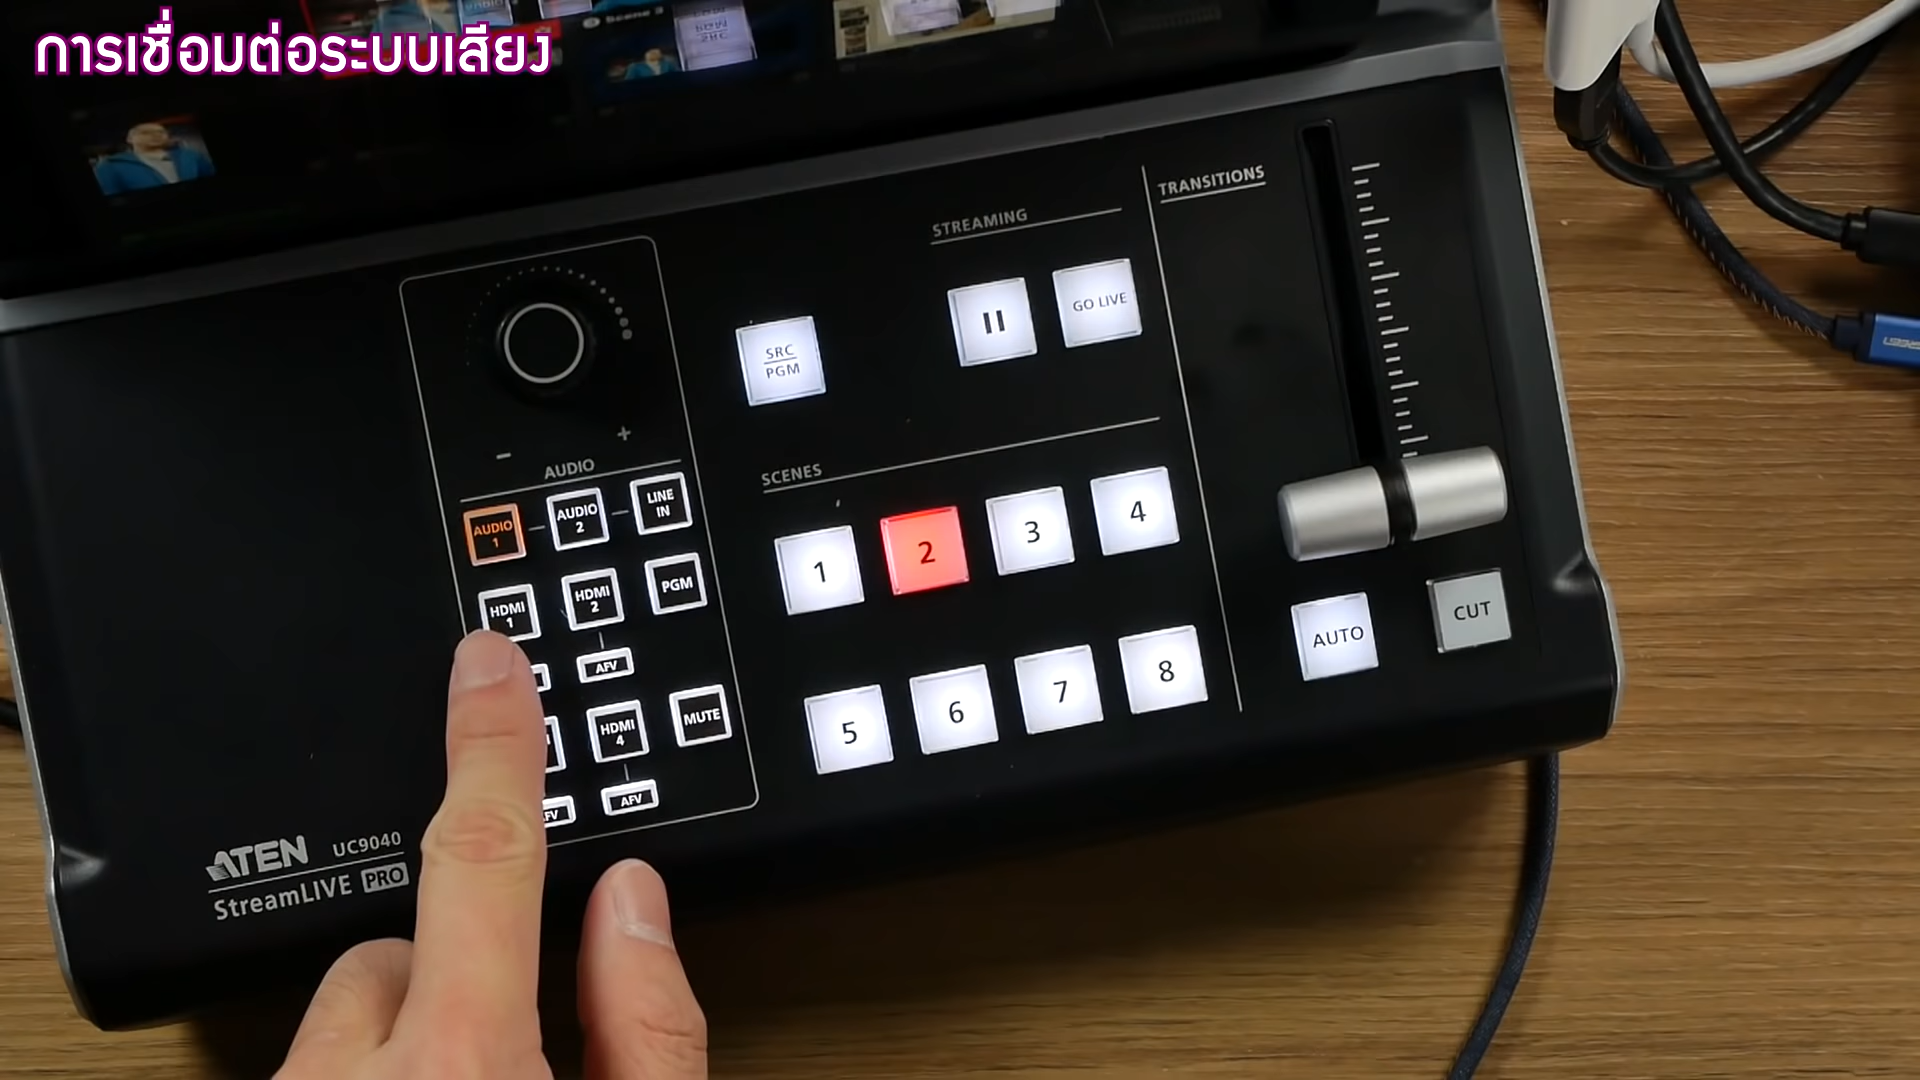 การเชื่อมต่อระบบเสียง
Scene 3
TRANSITIONS
STREAMING
GO LIVE
SRC
PGM
AUDIO
SCENES
AUDIO
1
AUDIO
2
LINE
IN
1
2
3
4
HDMI
1
HDMI
2
PGM
AUTO
CUT
AFV
HDMI
4
MUTE
5
6
7
8
AFV
ATEN UC9040
StreamLIVE PRO